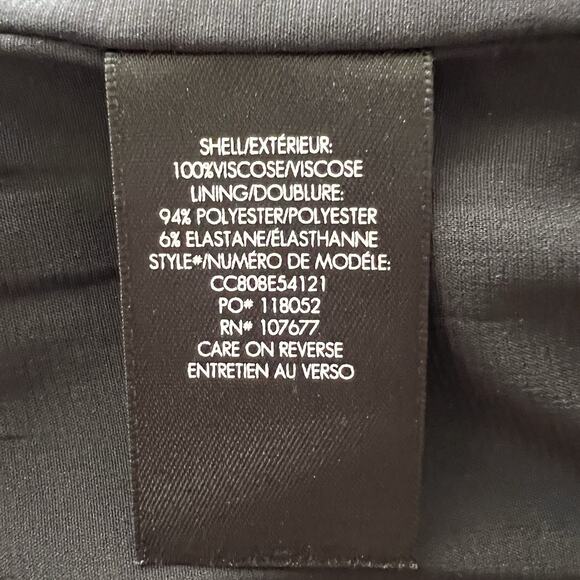 SHELL/EXTÉRIEUR:
100%VISCOSE/VISCOSE
LINING/DOUBLURE:
94% POLYESTER/POLYESTER
6% ELASTANE/ÉLASTHANNE
STYLE#/NUMÉRO DE MODÉLE:
CC808E54121
PO# 118052
RN# 107677
CARE ON REVERSE
ENTRETIEN AU VERSO